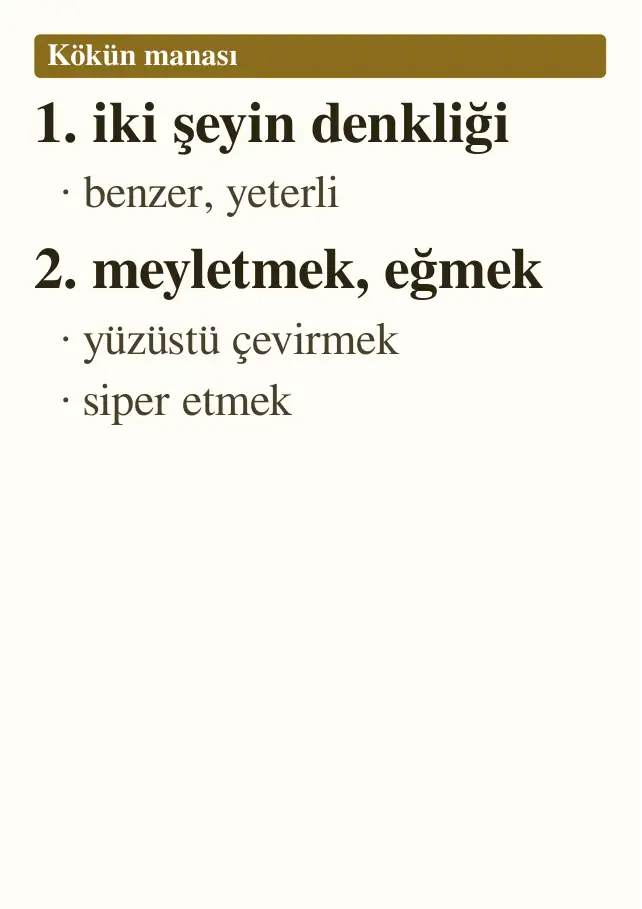 Kökün manası
1. iki şeyin denkliği
· benzer, yeterli
2. meyletmek, eğmek
· yüzüstü çevirmek
· siper etmek